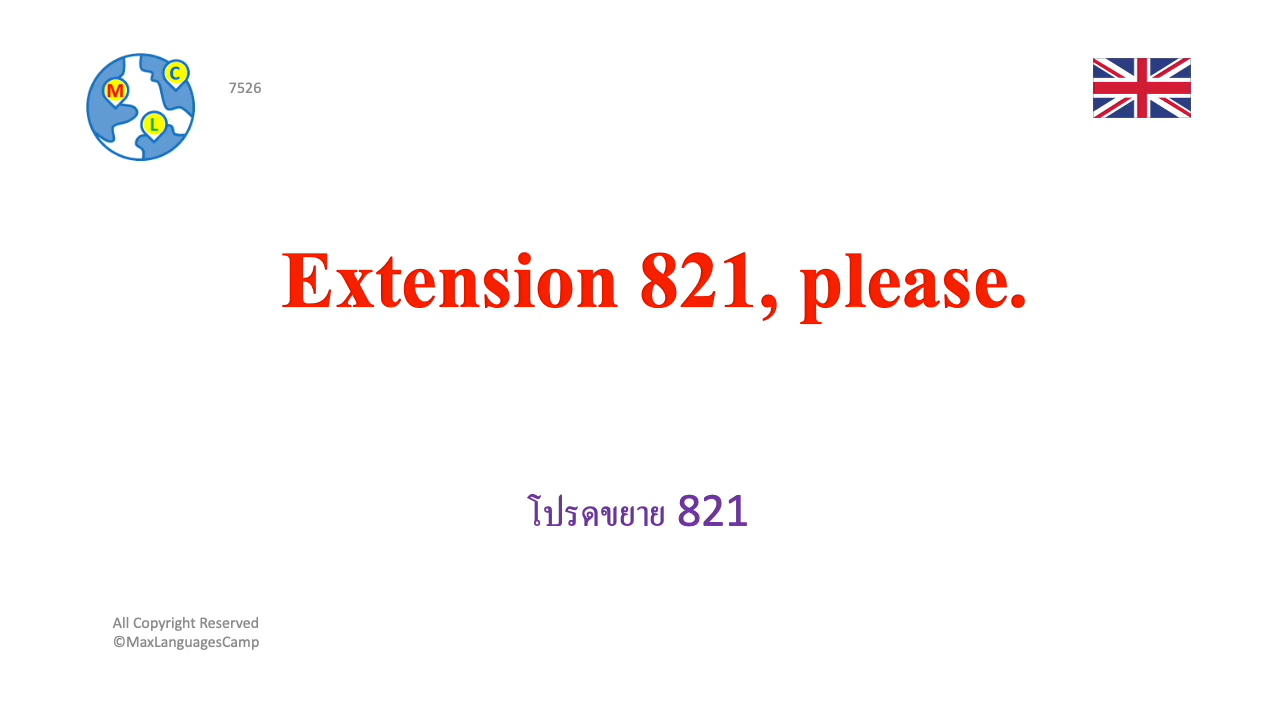 C
M
L
7526
Extension 821, please.
โปรดขยาย 821
All Copyright Reserved
©MaxLanguagesCamp